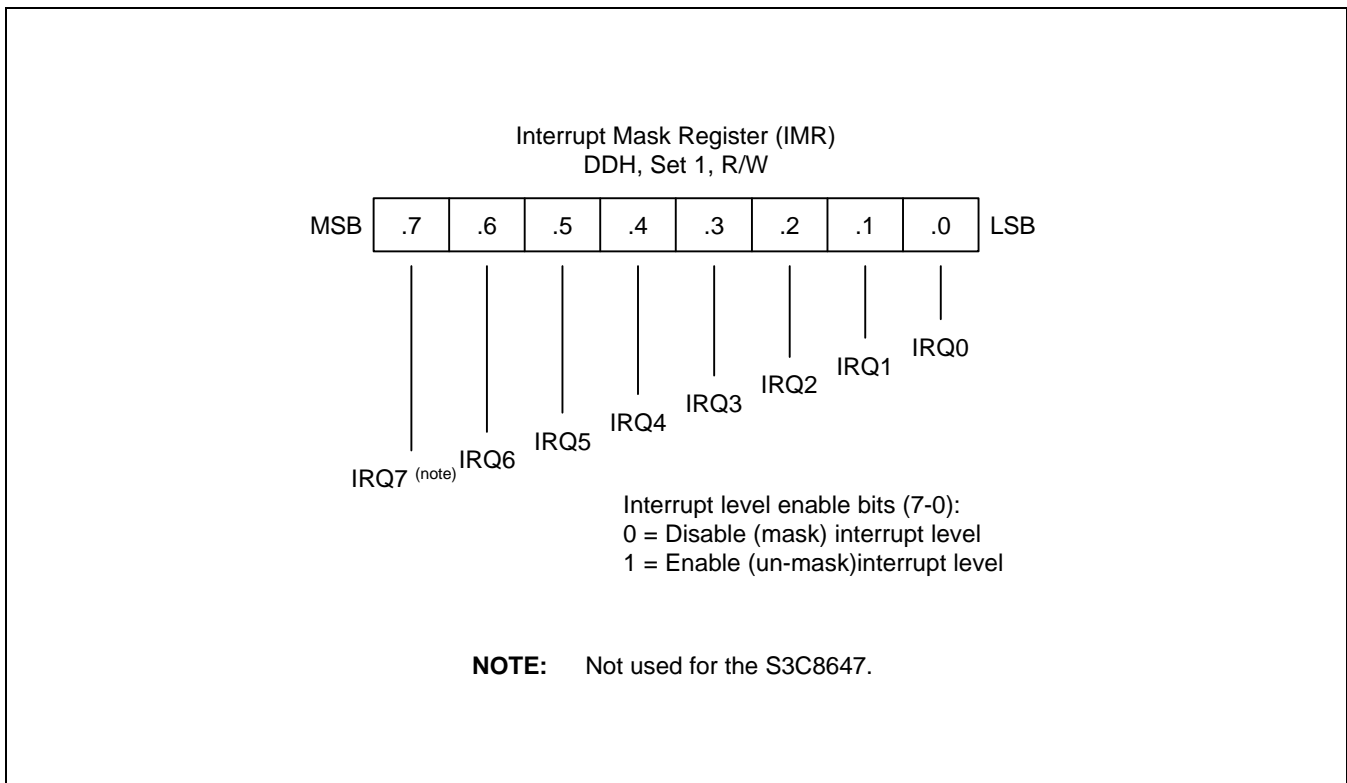 Interrupt Mask Register (IMR)
DDH, Set 1, R/W
MSB .7 .6 .5 .4 .3 .2 .1 .0 LSB
IRQ7 (note) IRQ6 IRQ5 IRQ4 IRQ3 IRQ2 IRQ1 IRQ0
Interrupt level enable bits (7-0):
0 = Disable (mask) interrupt level
1 = Enable (un-mask)interrupt level
NOTE: Not used for the S3C8647.